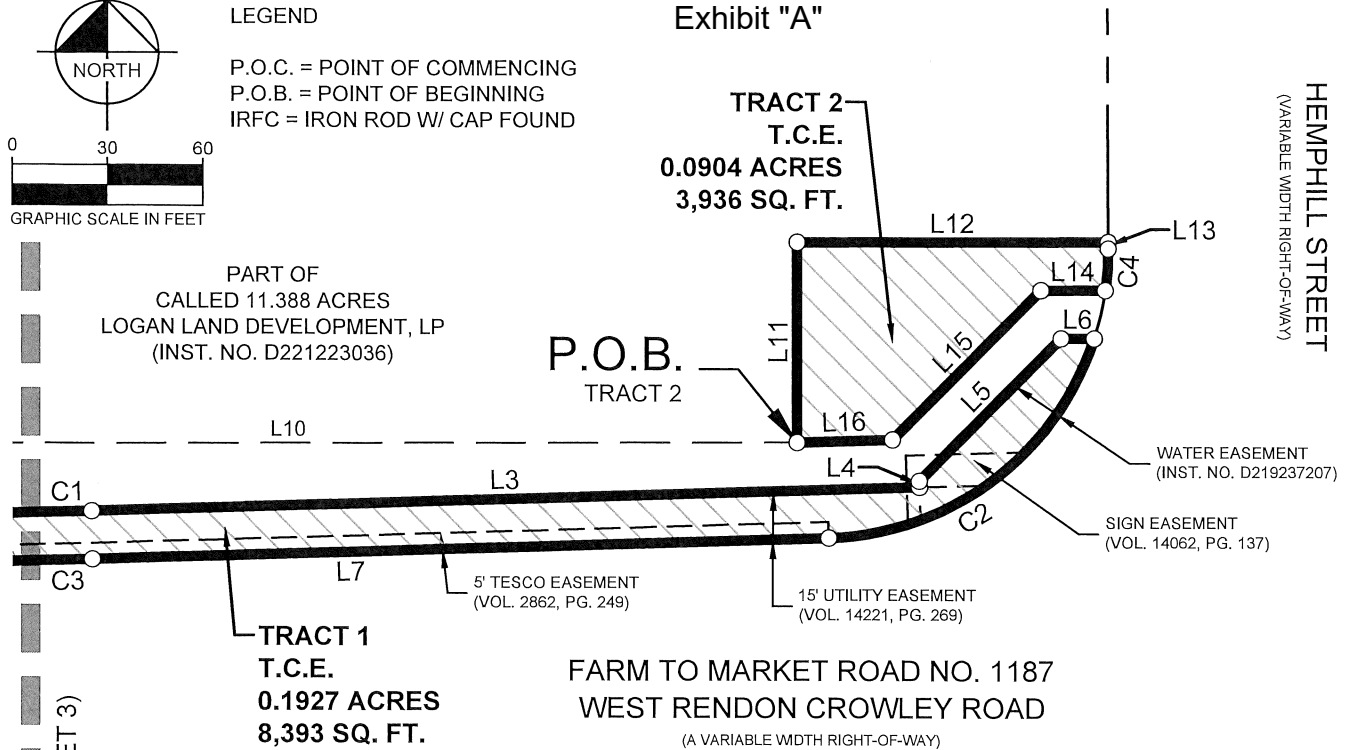 Exhibit "A"
NORTH
0 30 60
GRAPHIC SCALE IN FEET
LEGEND
P.O.C. = POINT OF COMMENCING
P.O.B. = POINT OF BEGINNING
IRFC = IRON ROD W/ CAP FOUND
TRACT 2
T.C.E.
0.0904 ACRES
3,936 SQ. FT.
HEMPHILL STREET
(VARIABLE WIDTH RIGHT-OF-WAY)
PART OF
CALLED 11.388 ACRES
LOGAN LAND DEVELOPMENT, LP
(INST. NO. D221223036)
L12
L13
C4
L14
L6
L11
L15
L5
P.O.B.
TRACT 2
L16
L10
L4
L3
C1
C2
C3
L7
WATER EASEMENT
(INST. NO. D219237207)
SIGN EASEMENT
(VOL. 14062, PG. 137)
5' TESCO EASEMENT
(VOL. 2862, PG. 249)
15' UTILITY EASEMENT
(VOL. 14221, PG. 269)
TRACT 1
T.C.E.
0.1927 ACRES
8,393 SQ. FT.
FARM TO MARKET ROAD NO. 1187
WEST RENDON CROWLEY ROAD
(A VARIABLE WIDTH RIGHT-OF-WAY)
ET 3)